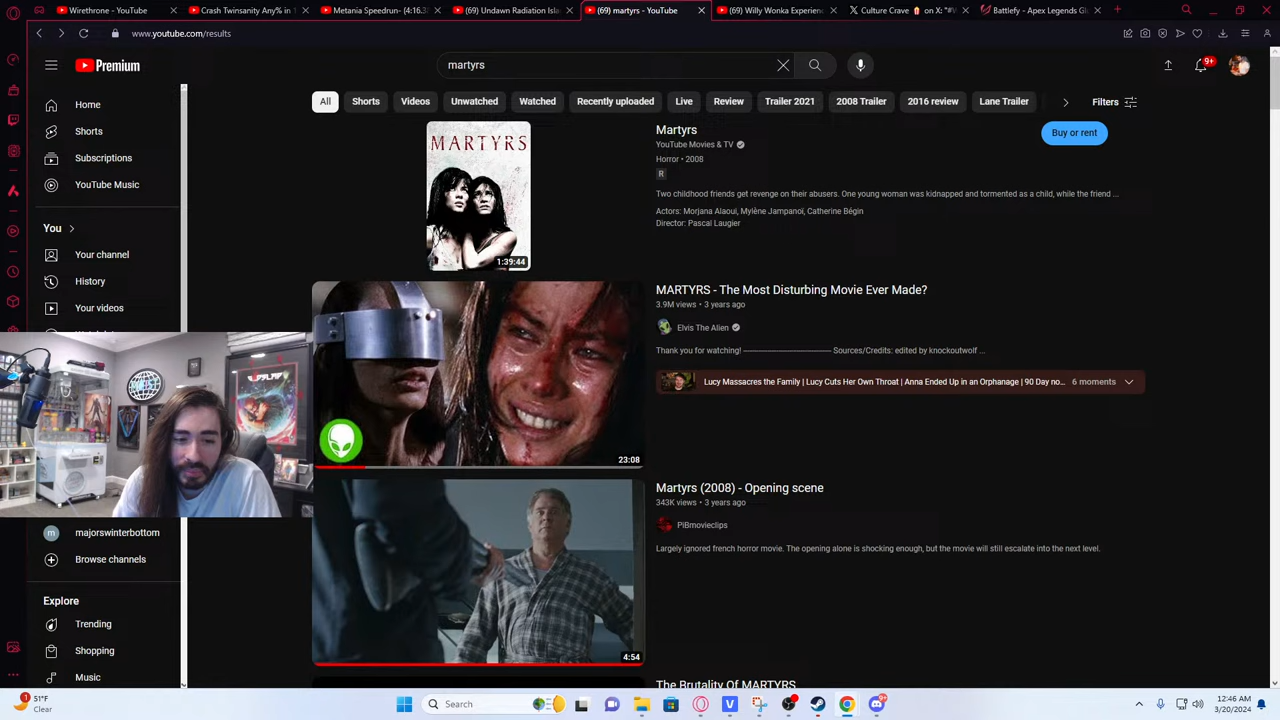 Wirethrone - YouTube
Crash Twinsanity Any% in 1
Metania Speedrun- (4:16.3
(69) Undawn Radiation Isla
(69) martyrs - YouTube
(69) Willy Wonka Experienc
Culture Crave on X: "#W
Battlefy - Apex Legends Gl
www.youtube.com/results
Premium
martyrs
9+
All
Shorts
Videos
Unwatched
Watched
Recently uploaded
Live
Review
Trailer 2021
2008 Trailer
2016 review
Lane Trailer
Filters
Home
Shorts
Subscriptions
YouTube Music
You
Your channel
History
Your videos
majorswinterbottom
Browse channels
Explore
Trending
Shopping
Music
MARTYRS
1:39:44
Martyrs
YouTube Movies & TV
Horror • 2008
R
Two childhood friends get revenge on their abusers. One young woman was kidnapped and tormented as a child, while the friend ...
Actors: Morjana Alaoui, Mylène Jampanoï, Catherine Bégin
Director: Pascal Laugier
Buy or rent
23:08
MARTYRS - The Most Disturbing Movie Ever Made?
3.9M views • 3 years ago
Elvis The Alien
Thank you for watching! ---------------------------------- Sources/Credits: edited by knockoutwolf ...
Lucy Massacres the Family | Lucy Cuts Her Own Throat | Anna Ended Up in an Orphanage | 90 Day no...
6 moments
4:54
Martyrs (2008) - Opening scene
343K views • 3 years ago
PiBmovieclips
Largely ignored french horror movie. The opening alone is shocking enough, but the movie will still escalate into the next level.
The Brutality Of MARTYRS
1
51°F
Clear
Search
9+
12:46 AM
3/20/2024